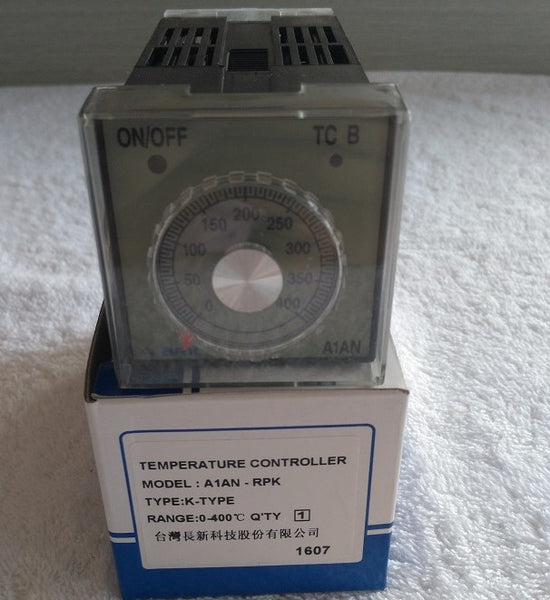 ON/OFF TC B
0 50 100 150 200 250 300 350 400
A1AN
TEMPERATURE CONTROLLER
MODEL : A1AN - RPK
TYPE:K-TYPE
RANGE:0-400℃ Q'TY 1
台灣長新科技股份有限公司
1607